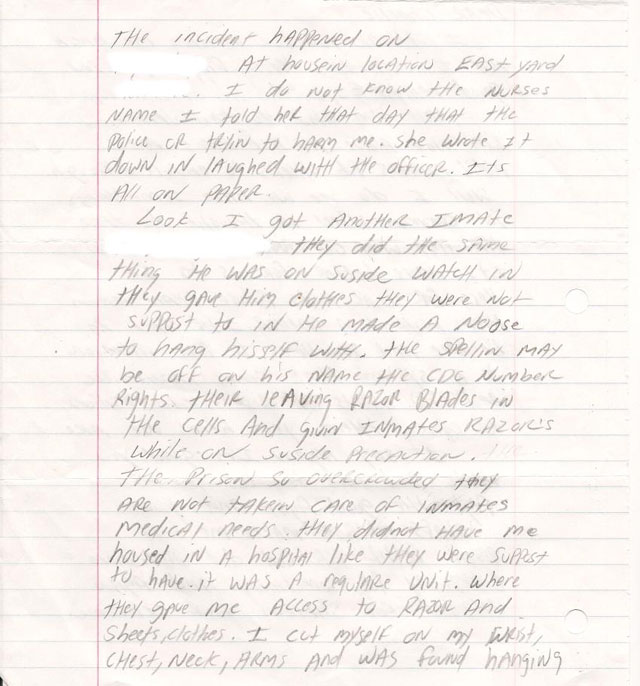 THE incident happened on
At housein location East yard
. I do not know the nurses
name I told her that day that the
police or tryin to harm me. She wrote it
down in laughed with the officer. Its
All on paper.
Look I got another Imate
they did the same
thing He was on suside watch in
they gave Him clothes they were not
suppost to in He made a noose
to hang hisself with. The spellin may
be off on his name the CDC Number
Rights. Their leaving Razor Blades in
the cells and givin Inmates Razor's
while on suside precaution.
The Prison so overcrowded they
are not takein care of inmates
medical needs. they didnot have me
housed in a hospital like they were suppost
to have. it was a regulare unit. where
they gave me access to Razor and
sheets, clothes. I cut myself on my wrist,
chest, neck, arms and was found hanging